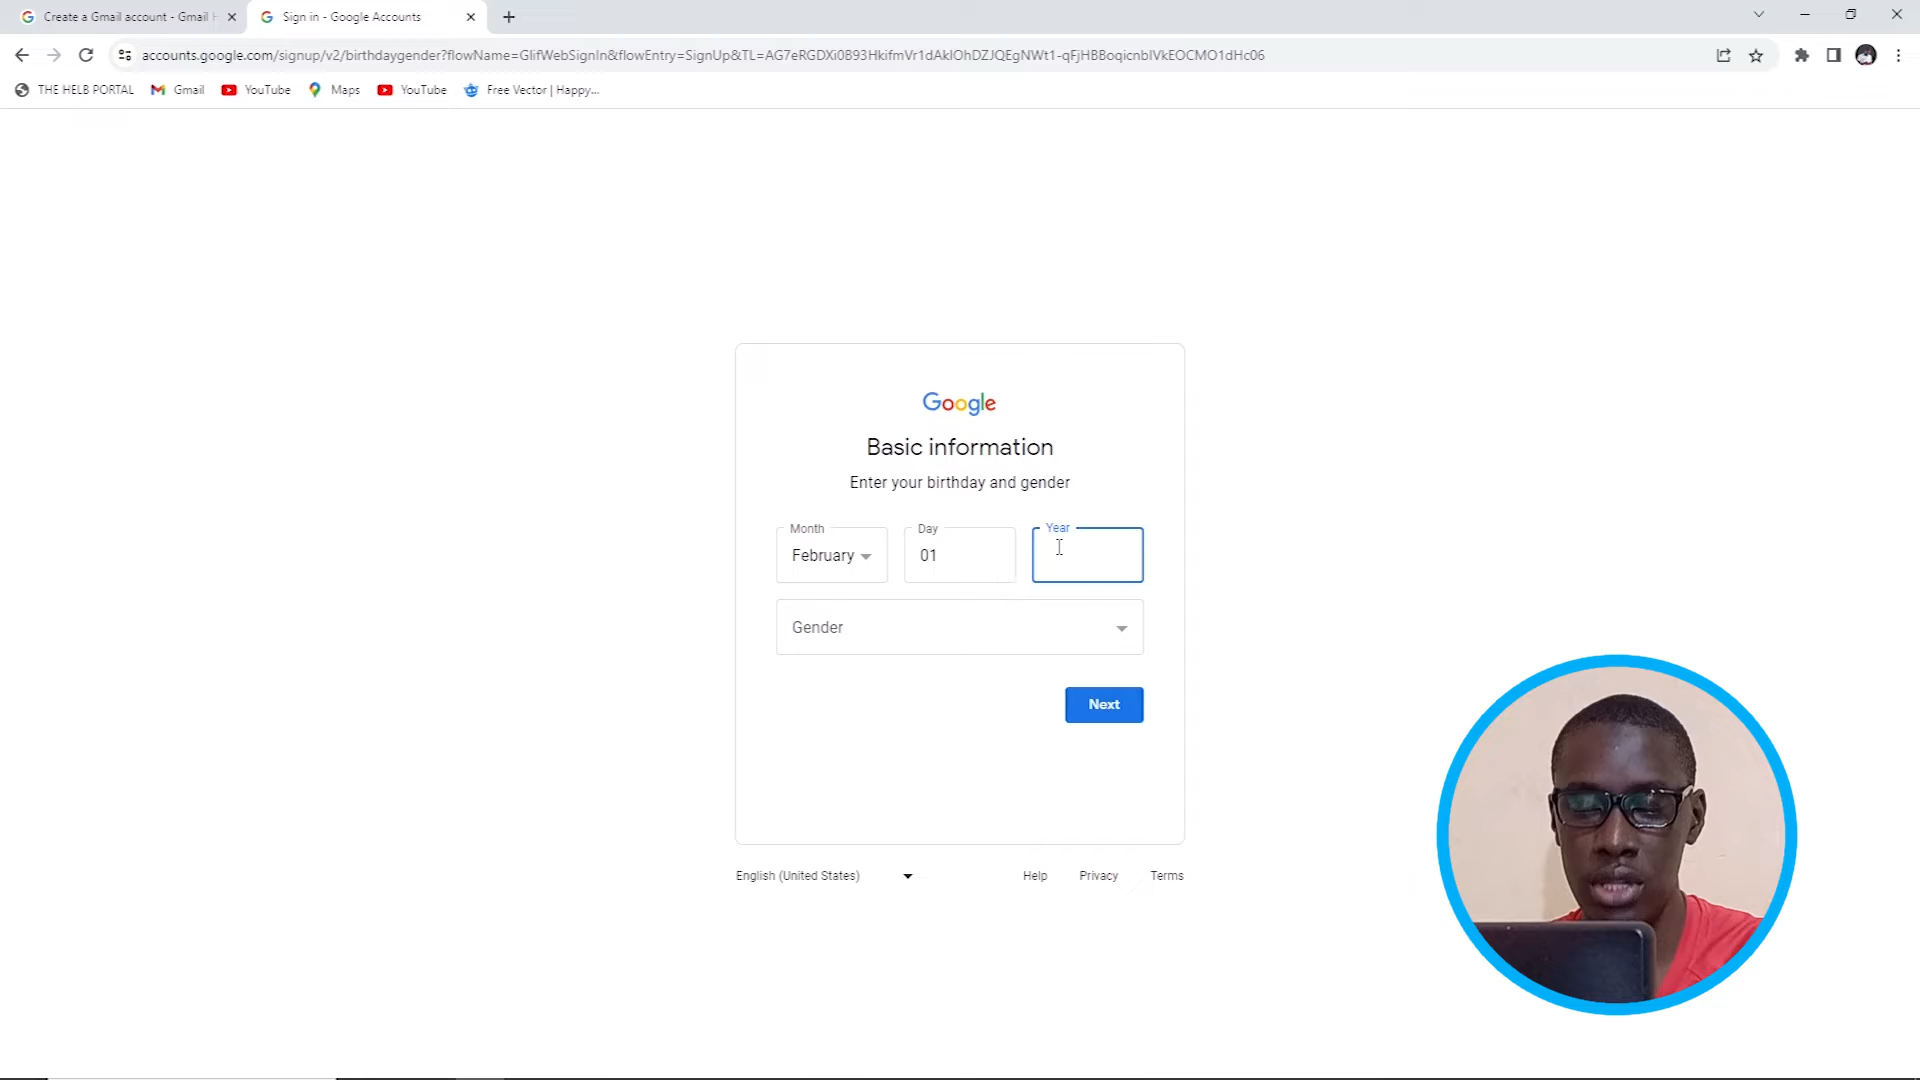 Create a Gmail account - Gmail H
Sign in - Google Accounts
accounts.google.com/signup/v2/birthdaygender?flowName=GlifWebSignIn&flowEntry=SignUp&TL=AG7eRGDXi0B93HkifmVr1dAkIOhDZJQEgNWt1-qFjHBBoqicnbIVkEOCMO1dHc06
THE HELB PORTAL
Gmail
YouTube
Maps
YouTube
Free Vector | Happy...
Google
Basic information
Enter your birthday and gender
Month
Day
Year
February
01
Gender
Next
English (United States)
Help
Privacy
Terms